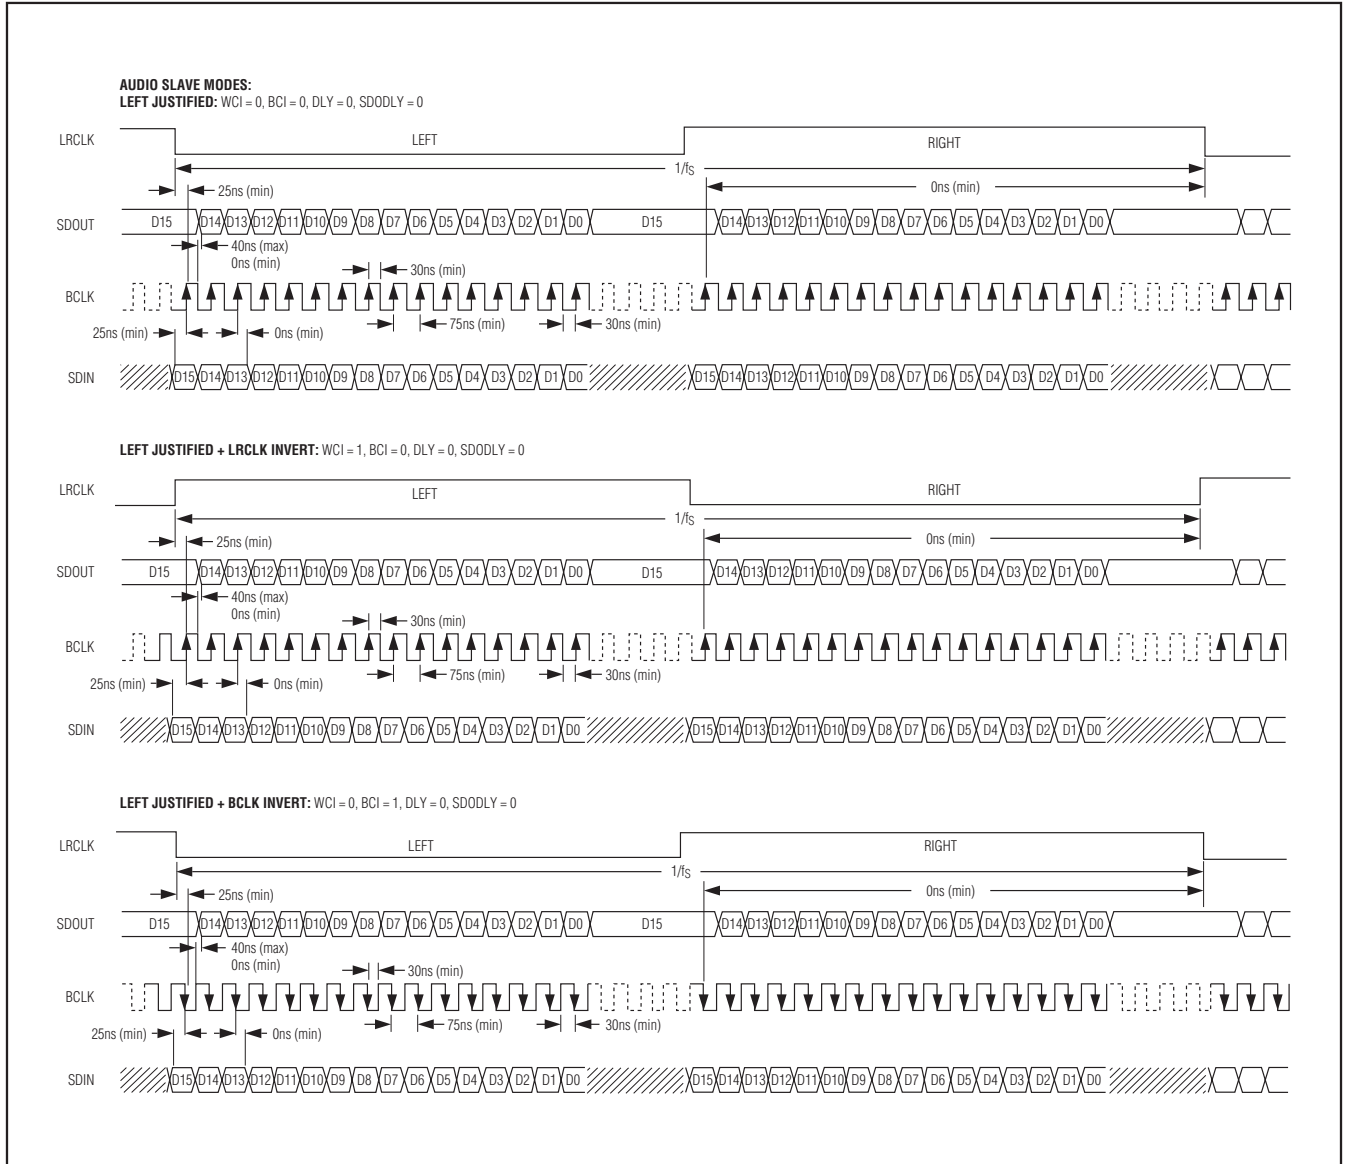 AUDIO SLAVE MODES:
LEFT JUSTIFIED: WCI = 0, BCI = 0, DLY = 0, SDODLY = 0
LRCLK LEFT RIGHT
1/fS
25ns (min) 0ns (min)
SDOUT D15 D14 D13 D12 D11 D10 D9 D8 D7 D6 D5 D4 D3 D2 D1 D0 D15 D14 D13 D12 D11 D10 D9 D8 D7 D6 D5 D4 D3 D2 D1 D0
40ns (max)
0ns (min) 30ns (min)
BCLK
25ns (min) 0ns (min) 75ns (min) 30ns (min)
SDIN D15 D14 D13 D12 D11 D10 D9 D8 D7 D6 D5 D4 D3 D2 D1 D0 D15 D14 D13 D12 D11 D10 D9 D8 D7 D6 D5 D4 D3 D2 D1 D0
LEFT JUSTIFIED + LRCLK INVERT: WCI = 1, BCI = 0, DLY = 0, SDODLY = 0
LRCLK LEFT RIGHT
1/fS
25ns (min) 0ns (min)
SDOUT D15 D14 D13 D12 D11 D10 D9 D8 D7 D6 D5 D4 D3 D2 D1 D0 D15 D14 D13 D12 D11 D10 D9 D8 D7 D6 D5 D4 D3 D2 D1 D0
40ns (max)
0ns (min) 30ns (min)
BCLK
25ns (min) 0ns (min) 75ns (min) 30ns (min)
SDIN D15 D14 D13 D12 D11 D10 D9 D8 D7 D6 D5 D4 D3 D2 D1 D0 D15 D14 D13 D12 D11 D10 D9 D8 D7 D6 D5 D4 D3 D2 D1 D0
LEFT JUSTIFIED + BCLK INVERT: WCI = 0, BCI = 1, DLY = 0, SDODLY = 0
LRCLK LEFT RIGHT
1/fS
25ns (min) 0ns (min)
SDOUT D15 D14 D13 D12 D11 D10 D9 D8 D7 D6 D5 D4 D3 D2 D1 D0 D15 D14 D13 D12 D11 D10 D9 D8 D7 D6 D5 D4 D3 D2 D1 D0
40ns (max)
0ns (min) 30ns (min)
BCLK
25ns (min) 0ns (min) 75ns (min) 30ns (min)
SDIN D15 D14 D13 D12 D11 D10 D9 D8 D7 D6 D5 D4 D3 D2 D1 D0 D15 D14 D13 D12 D11 D10 D9 D8 D7 D6 D5 D4 D3 D2 D1 D0